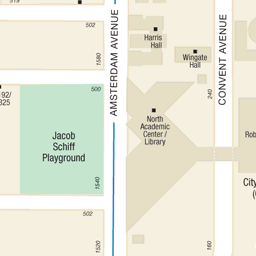 502
1580
AMSTERDAM AVENUE
Harris
Hall
Wingate
Hall
CONVENT AVENUE
500
92/
325
240
North
Academic
Center /
Library
Jacob
Schiff
Playground
1540
502
1520
160
City